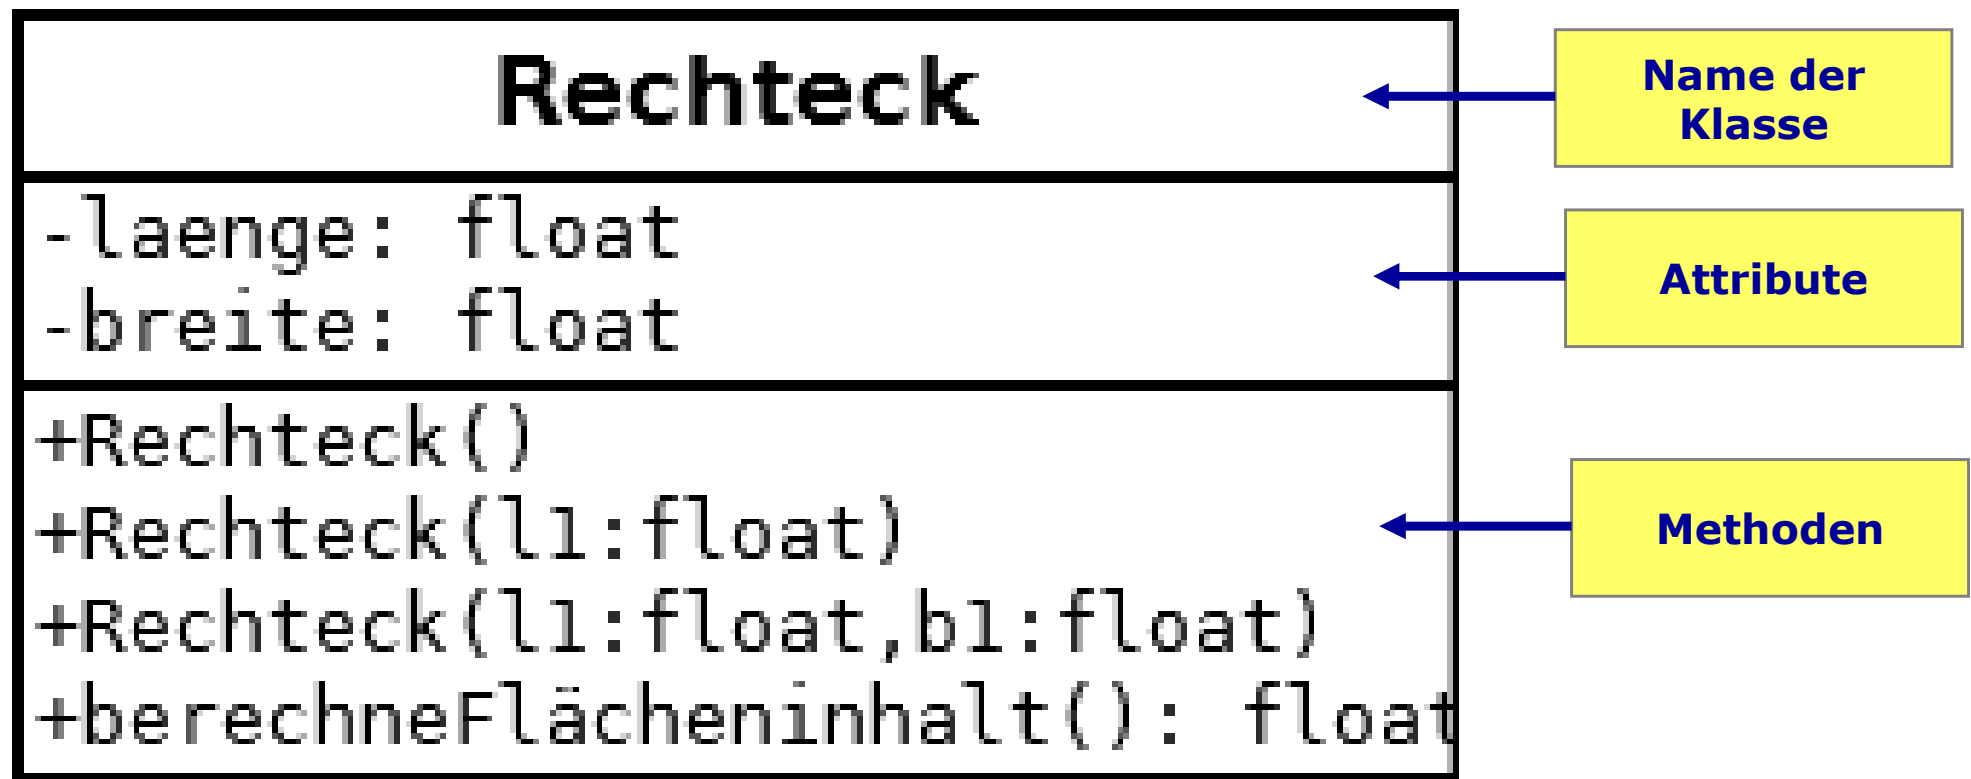 Rechteck
Name der
Klasse
-laenge: float
-breite: float
Attribute
+Rechteck()
+Rechteck(l1:float)
+Rechteck(l1:float,b1:float)
+berechneFlächeninhalt(): float
Methoden